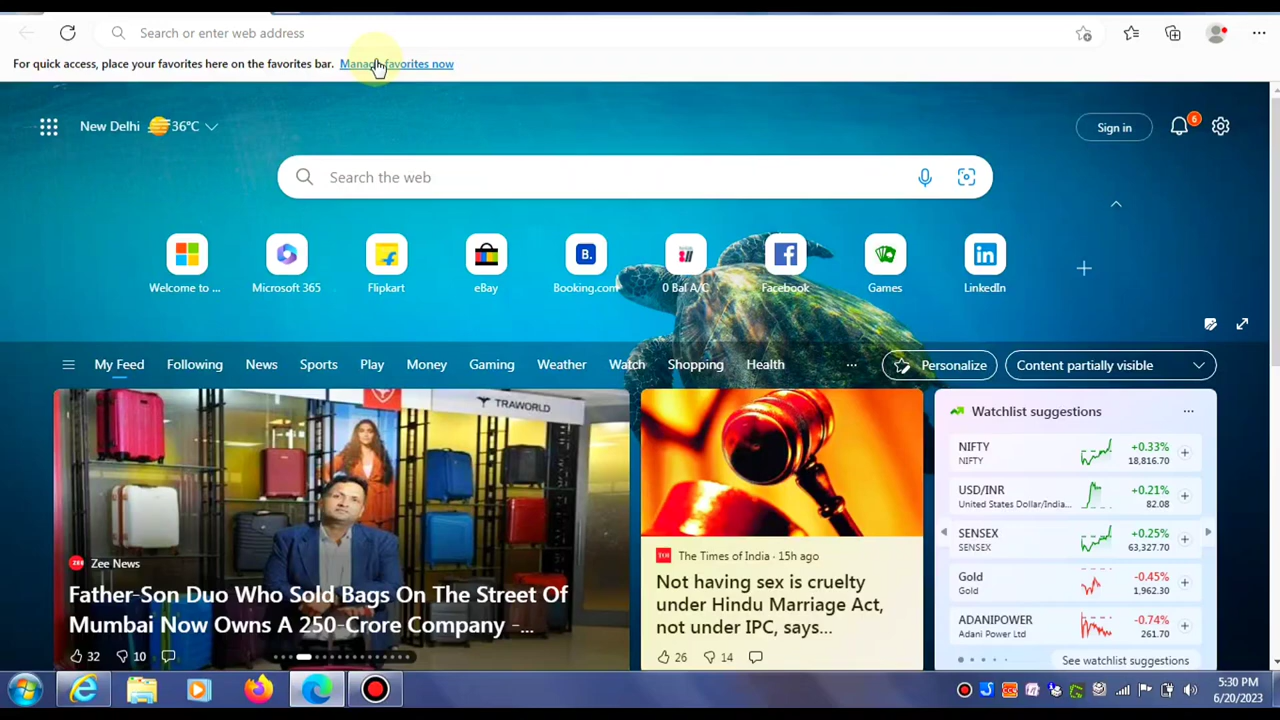 Search or enter web address
For quick access, place your favorites here on the favorites bar. Manage favorites now
New Delhi 36°C
Sign in
6
Search the web
Welcome to ...
Microsoft 365
Flipkart
eBay
Booking.com
0 Bal A/C
Facebook
Games
LinkedIn
My Feed
Following
News
Sports
Play
Money
Gaming
Weather
Watch
Shopping
Health
...
Personalize
Content partially visible
TRAWORLD
Zee News
Father-Son Duo Who Sold Bags On The Street Of
Mumbai Now Owns A 250-Crore Company -...
32
10
The Times of India · 15h ago
Not having sex is cruelty
under Hindu Marriage Act,
not under IPC, says...
26
14
Watchlist suggestions
NIFTY +0.33%
NIFTY 18,816.70
USD/INR +0.21%
United States Dollar/India... 82.08
SENSEX +0.25%
SENSEX 63,327.70
Gold -0.45%
Gold 1,962.30
ADANIPOWER -0.74%
Adani Power Ltd 261.70
See watchlist suggestions
5:30 PM
6/20/2023